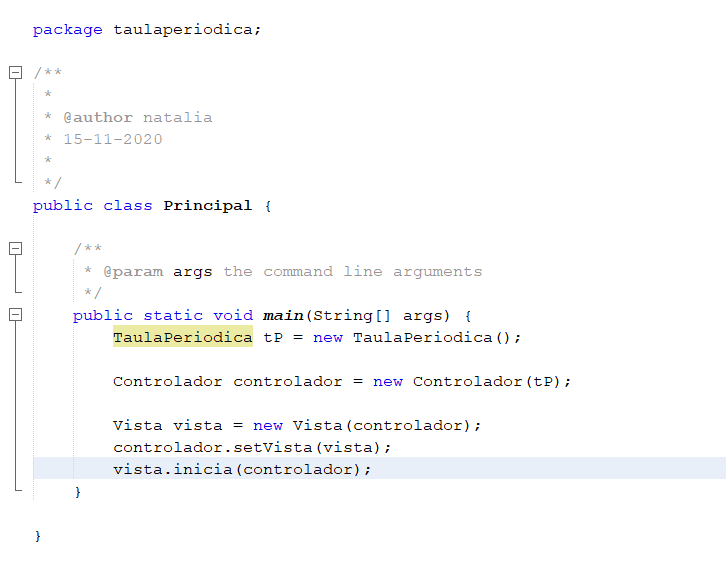 package taulaperiodica;
/**
 *
 * @author natalia
 * 15-11-2020
 *
 */
public class Principal {
    /**
     * @param args the command line arguments
     */
    public static void main(String[] args) {
        TaulaPeriodica tP = new TaulaPeriodica();
        Controlador controlador = new Controlador(tP);
        Vista vista = new Vista(controlador);
        controlador.setVista(vista);
        vista.inicia(controlador);
    }
}